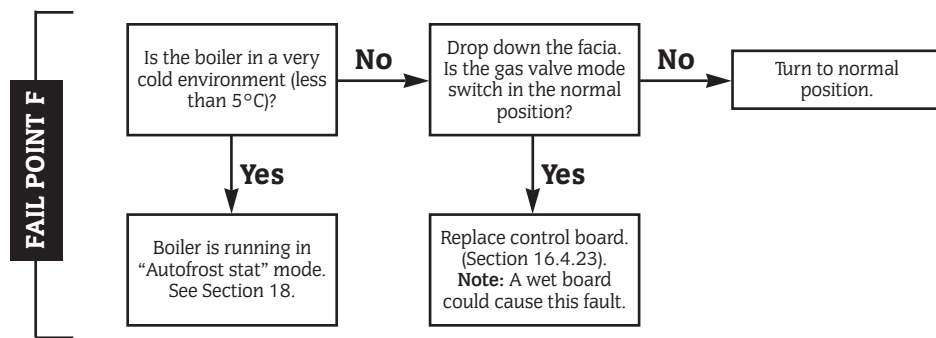 FAIL POINT F
Is the boiler in a very
cold environment (less
than 5°C)?
No
Drop down the facia.
Is the gas valve mode
switch in the normal
position?
No
Turn to normal
position.
Yes
Yes
Boiler is running in
“Autofrost stat” mode.
See Section 18.
Replace control board.
(Section 16.4.23).
Note: A wet board
could cause this fault.